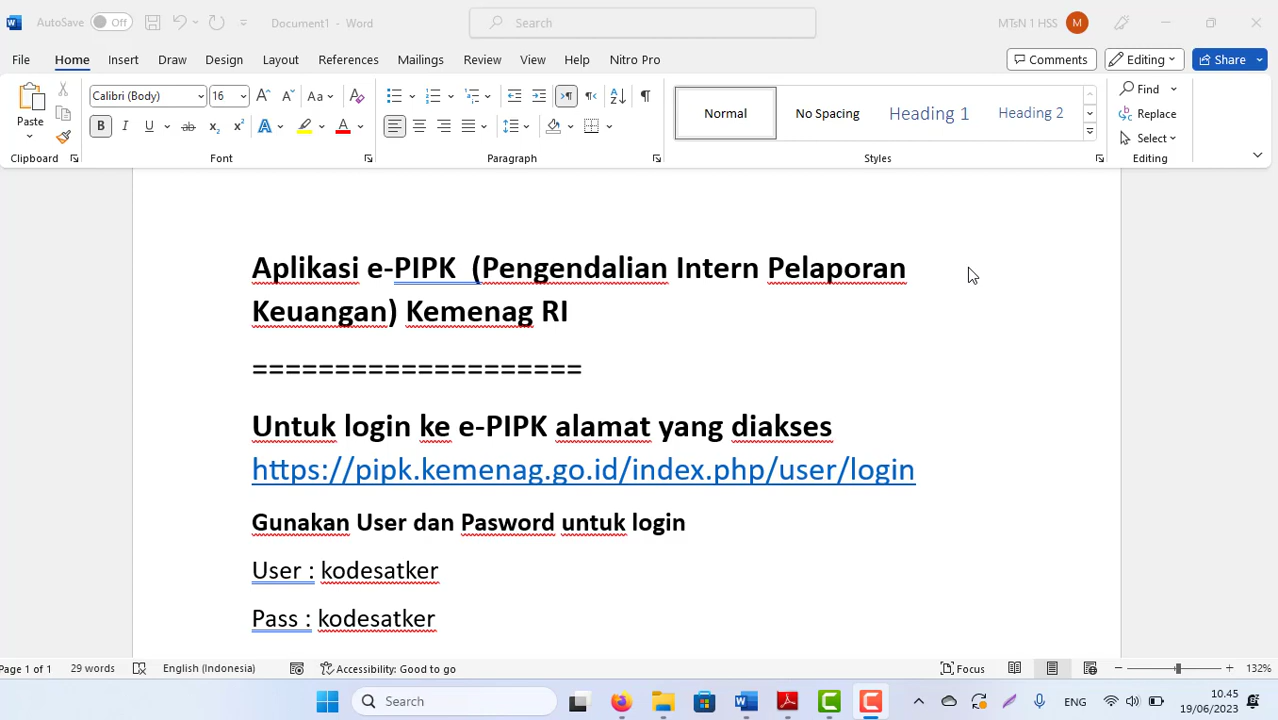 AutoSave Off Document1 - Word Search MTsN 1 HSS M
File Home Insert Draw Design Layout References Mailings Review View Help Nitro Pro Comments Editing Share
Paste Calibri (Body) 16 Normal No Spacing Heading 1 Heading 2 Find Replace Select
Clipboard Font Paragraph Styles Editing
Aplikasi e-PIPK (Pengendalian Intern Pelaporan
Keuangan) Kemenag RI
====================
Untuk login ke e-PIPK alamat yang diakses
https://pipk.kemenag.go.id/index.php/user/login
Gunakan User dan Pasword untuk login
User : kodesatker
Pass : kodesatker
Page 1 of 1 29 words English (Indonesia) Accessibility: Good to go Focus 132%
Search ENG 10.45
19/06/2023